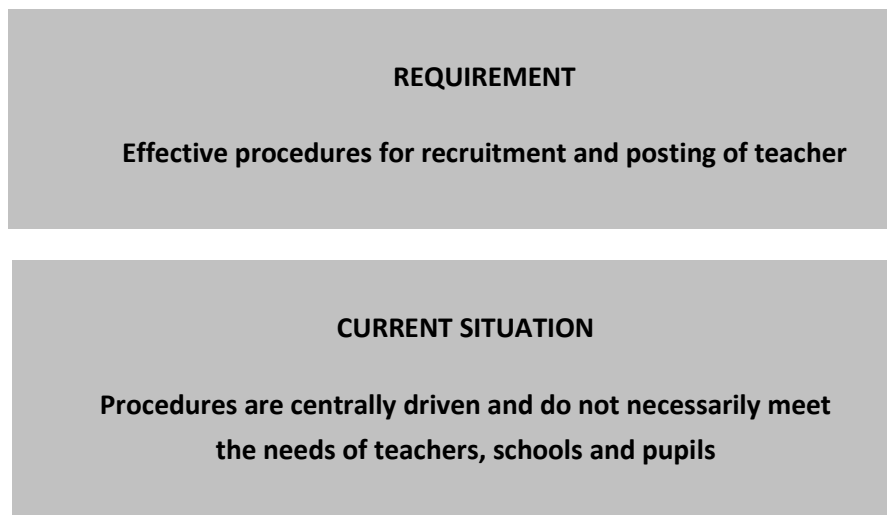 REQUIREMENT
Effective procedures for recruitment and posting of teacher
CURRENT SITUATION
Procedures are centrally driven and do not necessarily meet
the needs of teachers, schools and pupils